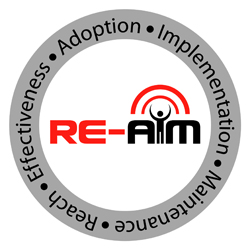 Reach • Effectiveness • Adoption • Implementation • Maintenance •
RE-AIM